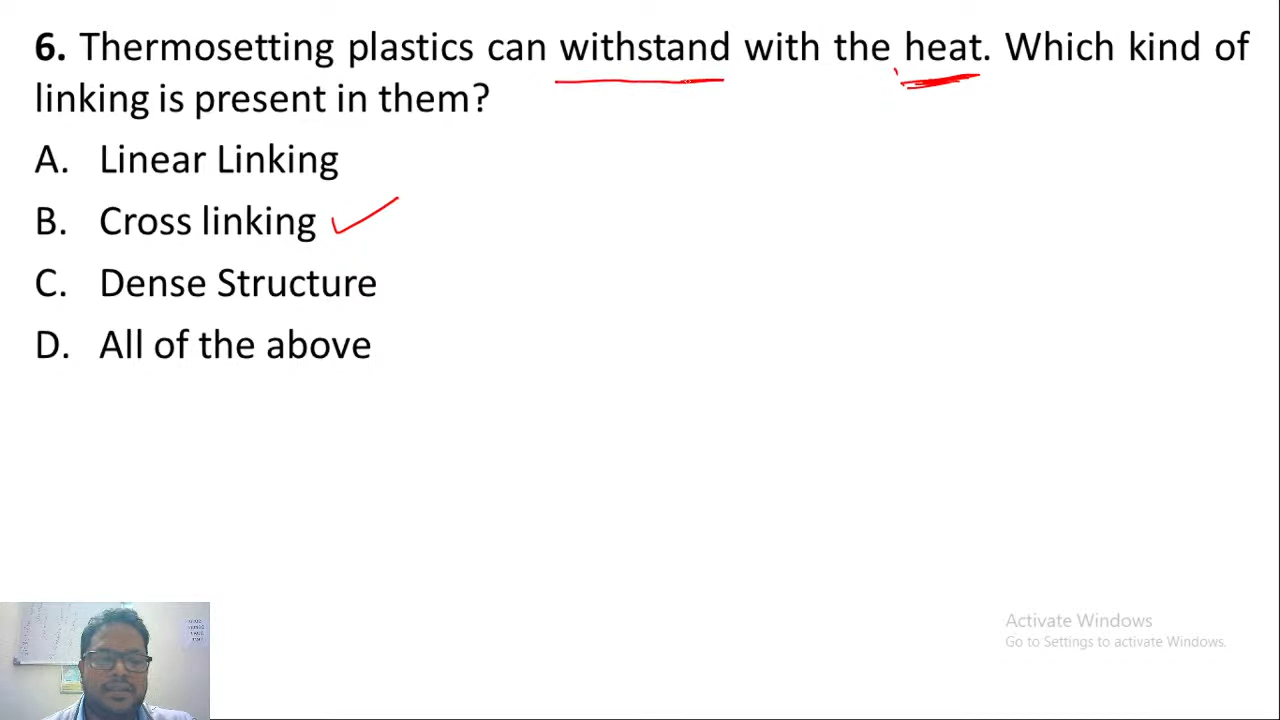 6. Thermosetting plastics can withstand with the heat. Which kind of
linking is present in them?
A. Linear Linking
B. Cross linking
C. Dense Structure
D. All of the above
Activate Windows
Go to Settings to activate Windows.